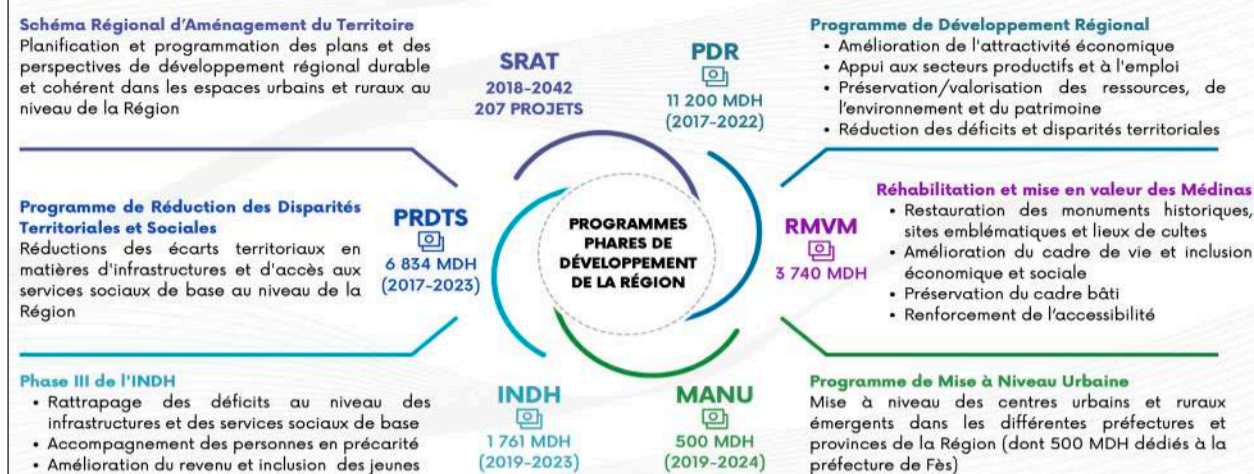 Schéma Régional d'Aménagement du Territoire
Planification et programmation des plans et des
perspectives de développement régional durable
et cohérent dans les espaces urbains et ruraux au
niveau de la Région
SRAT
2018-2042
207 PROJETS
PDR
11 200 MDH
(2017-2022)
Programme de Développement Régional
• Amélioration de l'attractivité économique
• Appui aux secteurs productifs et à l'emploi
• Préservation/valorisation des ressources, de
l'environnement et du patrimoine
• Réduction des déficits et disparités territoriales
Programme de Réduction des Disparités
Territoriales et Sociales
Réductions des écarts territoriaux en
matières d'infrastructures et d'accès aux
services sociaux de base au niveau de la
Région
PRDTS
6 834 MDH
(2017-2023)
PROGRAMMES
PHARES DE
DÉVELOPPEMENT
DE LA RÉGION
RMVM
3 740 MDH
Réhabilitation et mise en valeur des Médinas
• Restauration des monuments historiques,
sites emblématiques et lieux de cultes
• Amélioration du cadre de vie et inclusion
économique et sociale
• Préservation du cadre bâti
• Renforcement de l'accessibilité
Phase III de l'INDH
• Rattrapage des déficits au niveau des
infrastructures et des services sociaux de base
• Accompagnement des personnes en précarité
• Amélioration du revenu et inclusion des jeunes
INDH
1 761 MDH
(2019-2023)
MANU
500 MDH
(2019-2024)
Programme de Mise à Niveau Urbaine
Mise à niveau des centres urbains et ruraux
émergents dans les différentes préfectures et
provinces de la Région (dont 500 MDH dédiés à la
préfecture de Fès)